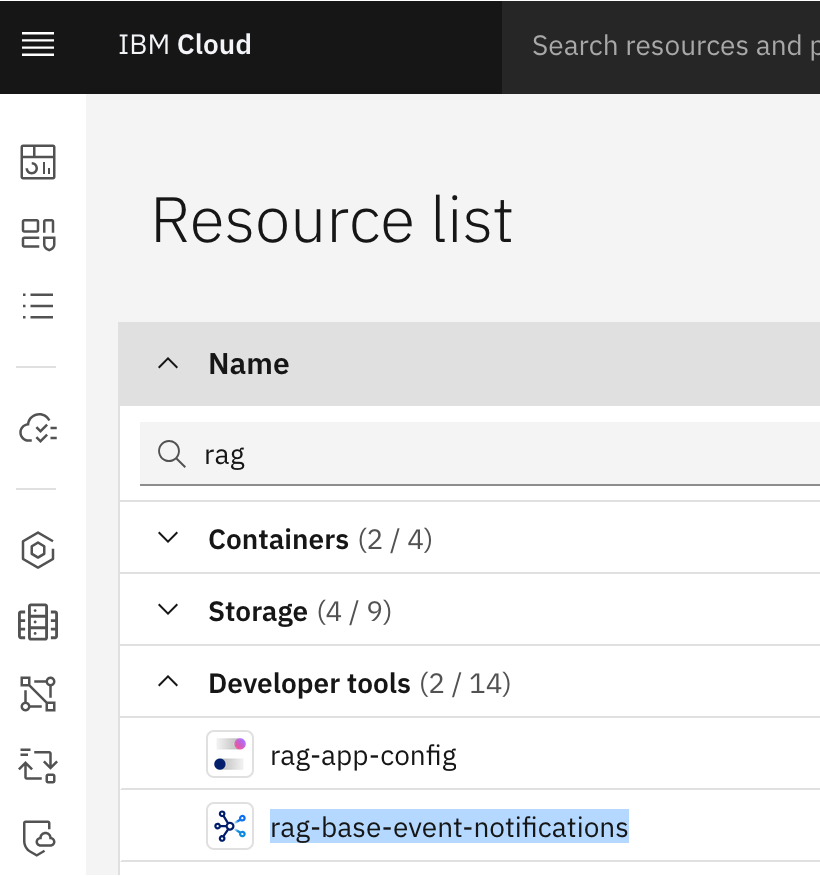 IBM Cloud
Search resources and p
Resource list
Name
rag
Containers (2 / 4)
Storage (4 / 9)
Developer tools (2 / 14)
rag-app-config
rag-base-event-notifications